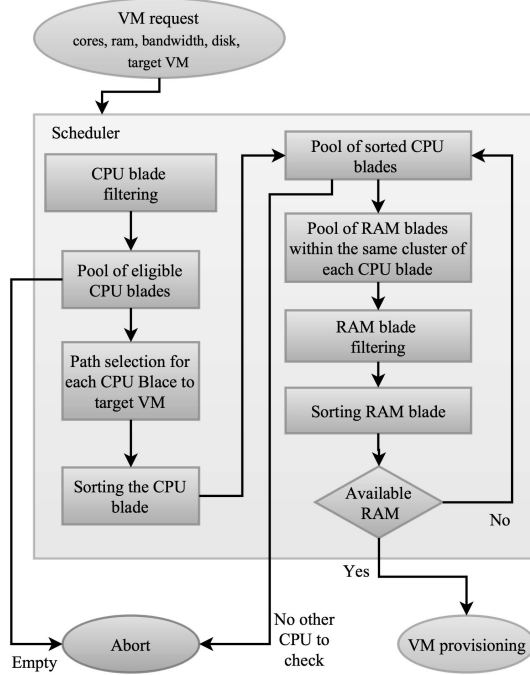 VM request
cores, ram, bandwidth, disk,
target VM
Scheduler
CPU blade
filtering
Pool of eligible
CPU blades
Path selection for
each CPU Blace to
target VM
Sorting the CPU
blade
Pool of sorted CPU
blades
Pool of RAM blades
within the same cluster of
each CPU blade
RAM blade
filtering
Sorting RAM blade
Available
RAM
No
Yes
No other
CPU to
check
Empty
Abort
VM provisioning